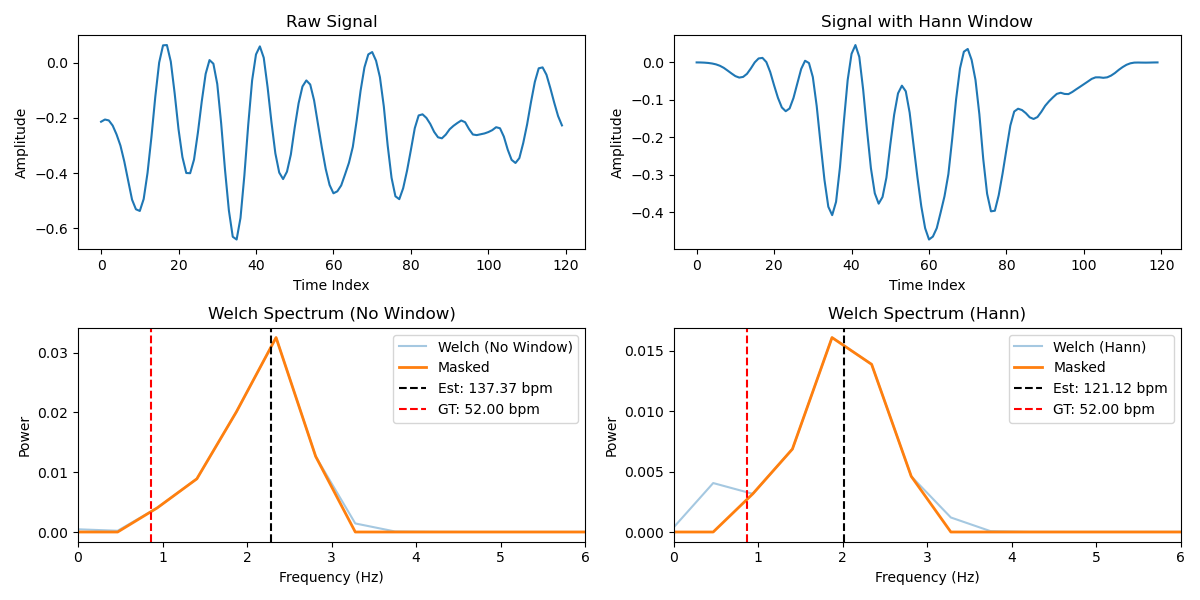 Raw Signal
Amplitude
0.0
−0.2
−0.4
−0.6
0 20 40 60 80 100 120
Time Index
Signal with Hann Window
Amplitude
0.0
−0.1
−0.2
−0.3
−0.4
0 20 40 60 80 100 120
Time Index
Welch Spectrum (No Window)
Power
0.03
0.02
0.01
0.00
Welch (No Window)
Masked
Est: 137.37 bpm
GT: 52.00 bpm
0 1 2 3 4 5 6
Frequency (Hz)
Welch Spectrum (Hann)
Power
0.015
0.010
0.005
0.000
Welch (Hann)
Masked
Est: 121.12 bpm
GT: 52.00 bpm
0 1 2 3 4 5 6
Frequency (Hz)